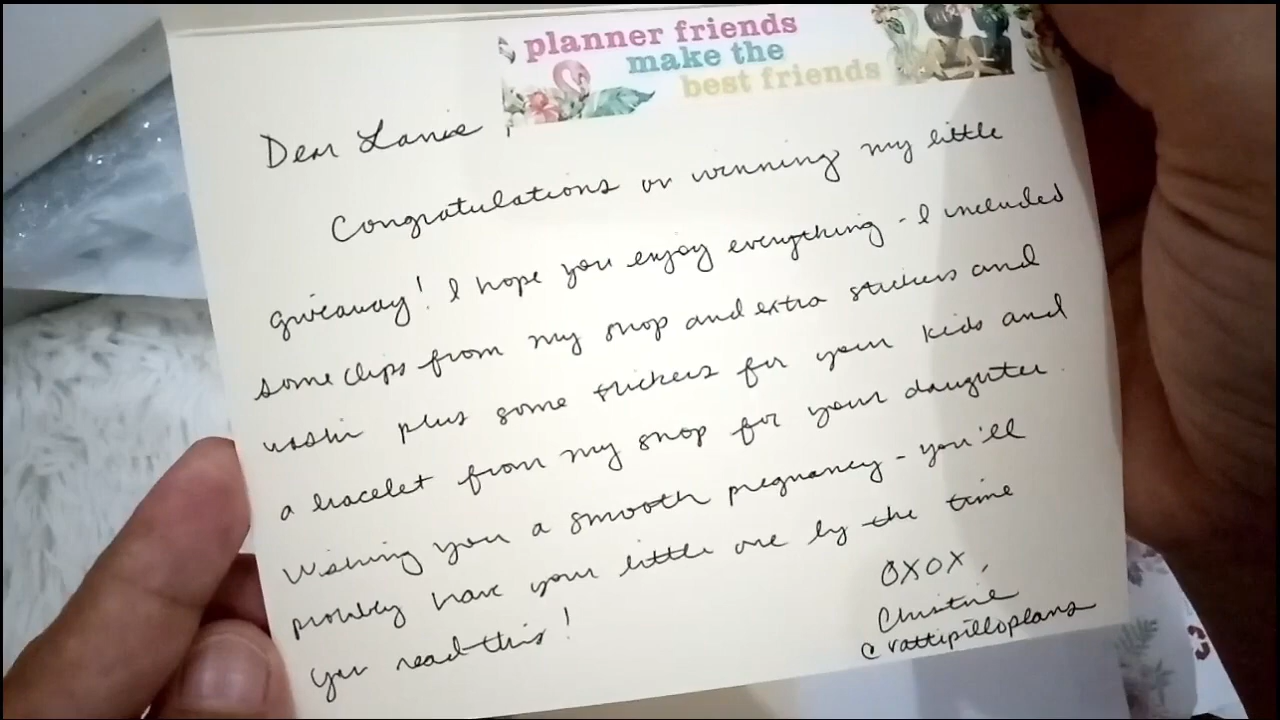 planner friends
make the
best friends
Dear Lanie,
Congratulations on winning my little
giveaway! I hope you enjoy everything - I included
some clips from my shop and extra stickers and
washi plus some stickers for your kids and
a bracelet from my shop for your daughter.
Wishing you a smooth pregnancy - you'll
probably have your little one by the time
you read this!
OXOX,
Christine
@rattipilloplans